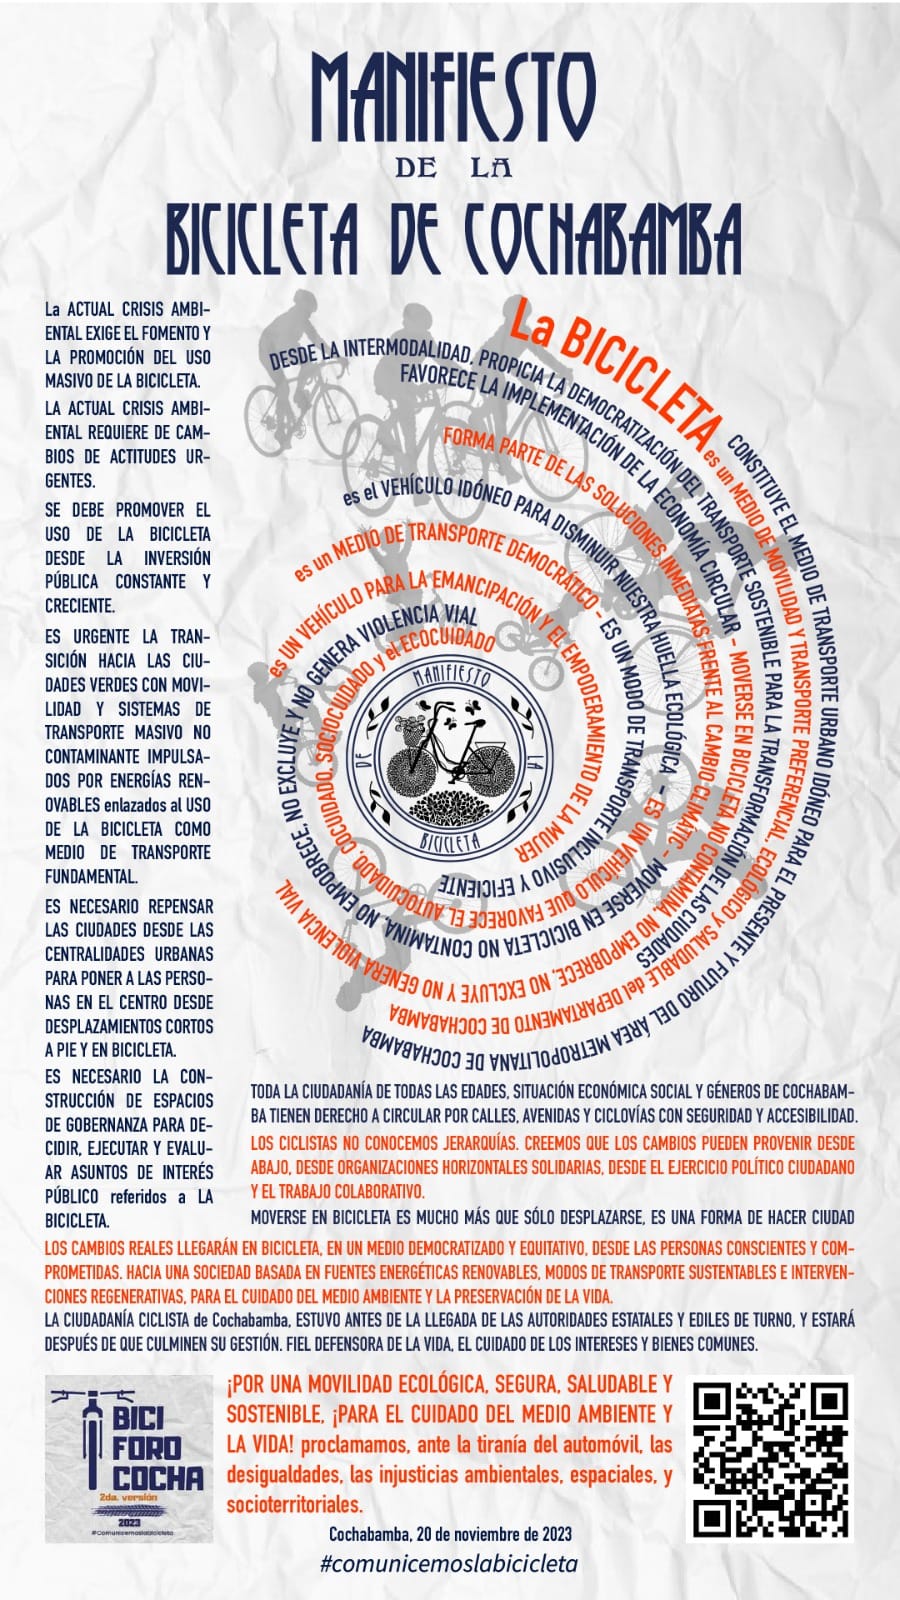 MANIFIESTO
DE LA
BICICLETA DE COCHABAMBA
La ACTUAL CRISIS AMBI-
ENTAL EXIGE EL FOMENTO Y
LA PROMOCIÓN DEL USO
MASIVO DE LA BICICLETA.
LA ACTUAL CRISIS AMBI-
ENTAL REQUIERE DE CAM-
BIOS DE ACTITUDES UR-
GENTES.
SE DEBE PROMOVER EL
USO DE LA BICICLETA
DESDE LA INVERSIÓN
PÚBLICA CONSTANTE Y
CRECIENTE.
ES URGENTE LA TRAN-
SICIÓN HACIA LAS CIU-
DADES VERDES CON MOVI-
LIDAD Y SISTEMAS DE
TRANSPORTE MASIVO NO
CONTAMINANTE IMPULSA-
DOS POR ENERGÍAS REN-
OVABLES enlazados al USO
DE LA BICICLETA COMO
MEDIO DE TRANSPORTE
FUNDAMENTAL.
ES NECESARIO REPENSAR
LAS CIUDADES DESDE LAS
CENTRALIDADES URBANAS
PARA PONER A LAS PERSO-
NAS EN EL CENTRO DESDE
DESPLAZAMIENTOS CORTOS
A PIE Y EN BICICLETA.
ES NECESARIO LA CON-
STRUCCIÓN DE ESPACIOS
DE GOBERNANZA PARA DE-
CIDIR, EJECUTAR Y EVALU-
AR ASUNTOS DE INTERÉS
PÚBLICO referidos a LA
BICICLETA.
La BICICLETA
CONSTITUYE EL MEDIO DE TRANSPORTE URBANO IDÓNEO PARA EL PRESENTE Y FUTURO DEL ÁREA METROPOLITANA DE COCHABAMBA
es un MEDIO DE MOVILIDAD Y TRANSPORTE PREFERENCIAL, ECOLÓGICO y SALUDABLE del DEPARTAMENTO DE COCHABAMBA
DESDE LA INTERMODALIDAD, PROPICIA LA DEMOCRATIZACIÓN DEL TRANSPORTE SOSTENIBLE PARA LA TRANSFORMACIÓN DE LAS CIUDADES
FAVORECE LA IMPLEMENTACIÓN DE LA ECONOMÍA CIRCULAR – MOVERSE EN BICICLETA NO CONTAMINA, NO EMPOBRECE, NO EXCLUYE Y NO GENERA VIOLENCIA VIAL
FORMA PARTE DE LAS SOLUCIONES INMEDIATAS FRENTE AL CAMBIO CLIMÁTIC – MOVERSE EN BICICLETA NO CONTAMINA, NO EMPOBRECE; NO EXCLUYE Y NO GENERA VIOLENCIA VIAL
es el VEHÍCULO IDÓNEO PARA DISMINUIR NUESTRA HUELA ECOLÓGICA – ES UN VEHÍCULO QUE FAVORECE EL AUTOCUIDADO, OCICUIDADO, SOCIOCUIDADO y el ECOCUIDADO
es un MEDIO DE TRANSPORTE DEMOCRÁTICO – ES UN MODO DE TRANSPORTE INCLUSIVO Y EFICIENTE
es UN VEHÍCULO PARA LA EMANCIPACIÓN Y EL EMPODERAMIENTO DE LA MUJER
MANIFIESTO
DE
LA
BICICLETA
TODA LA CIUDADANÍA DE TODAS LAS EDADES, SITUACIÓN ECONÓMICA SOCIAL Y GÉNEROS DE COCHABAM-
BA TIENEN DERECHO A CIRCULAR POR CALLES, AVENIDAS Y CICLOVÍAS CON SEGURIDAD Y ACCESIBILIDAD.
LOS CICLISTAS NO CONOCEMOS JERARQUÍAS. CREEMOS QUE LOS CAMBIOS PUEDEN PROVENIR DESDE
ABAJO, DESDE ORGANIZACIONES HORIZONTALES SOLIDARIAS, DESDE EL EJERCICIO POLÍTICO CIUDADANO
Y EL TRABAJO COLABORATIVO.
MOVERSE EN BICICLETA ES MUCHO MÁS QUE SÓLO DESPLAZARSE, ES UNA FORMA DE HACER CIUDAD
LOS CAMBIOS REALES LLEGARÁN EN BICICLETA, EN UN MEDIO DEMOCRATIZADO Y EQUITATIVO, DESDE LAS PERSONAS CONSCIENTES Y COM-
PROMETIDAS. HACIA UNA SOCIEDAD BASADA EN FUENTES ENERGÉTICAS RENOVABLES, MODOS DE TRANSPORTE SUSTENTABLES E INTERVEN-
CIONES REGENERATIVAS, PARA EL CUIDADO DEL MEDIO AMBIENTE Y LA PRESERVACIÓN DE LA VIDA.
LA CIUDADANÍA CICLISTA de Cochabamba, ESTUVO ANTES DE LA LLEGADA DE LAS AUTORIDADES ESTATALES Y EDILES DE TURNO, Y ESTARÁ
DESPUÉS DE QUE CULMINEN SU GESTIÓN. FIEL DEFENSORA DE LA VIDA, EL CUIDADO DE LOS INTERESES Y BIENES COMUNES.
BICI
FORO
COCHA
2da. versión
2023
#Comunicemoslabicicleta
¡POR UNA MOVILIDAD ECOLÓGICA, SEGURA, SALUDABLE Y
SOSTENIBLE, ¡PARA EL CUIDADO DEL MEDIO AMBIENTE Y
LA VIDA! proclamamos, ante la tiranía del automóvil, las
desigualdades, las injusticias ambientales, espaciales, y
socioterritoriales.
Cochabamba, 20 de noviembre de 2023
#comunicemoslabicicleta